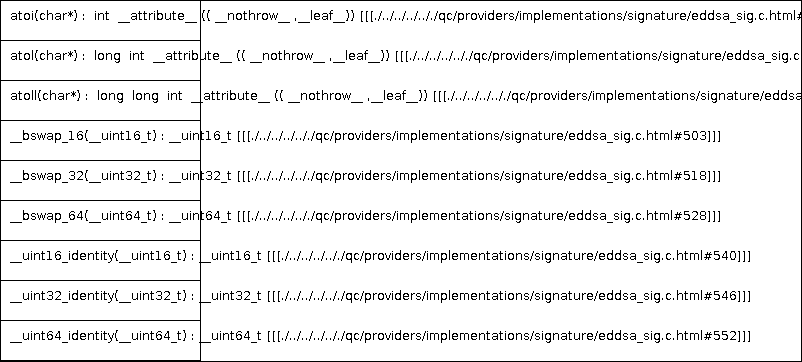 atoi(char*) : int __attribute__ (( __nothrow__ ,__leaf__)) [[[./../../../././qc/providers/implementations/signature/eddsa_sig.c.html#
atol(char*) : long int __attribute__ (( __nothrow__ ,__leaf__)) [[[./../../../././qc/providers/implementations/signature/eddsa_sig.c
atoll(char*) : long long int __attribute__ (( __nothrow__ ,__leaf__)) [[[./../../../././qc/providers/implementations/signature/eddsa
__bswap_16(__uint16_t) : __uint16_t [[[./../../../././qc/providers/implementations/signature/eddsa_sig.c.html#503]]]
__bswap_32(__uint32_t) : __uint32_t [[[./../../../././qc/providers/implementations/signature/eddsa_sig.c.html#518]]]
__bswap_64(__uint64_t) : __uint64_t [[[./../../../././qc/providers/implementations/signature/eddsa_sig.c.html#528]]]
__uint16_identity(__uint16_t) : __uint16_t [[[./../../../././qc/providers/implementations/signature/eddsa_sig.c.html#540]]]
__uint32_identity(__uint32_t) : __uint32_t [[[./../../../././qc/providers/implementations/signature/eddsa_sig.c.html#546]]]
__uint64_identity(__uint64_t) : __uint64_t [[[./../../../././qc/providers/implementations/signature/eddsa_sig.c.html#552]]]